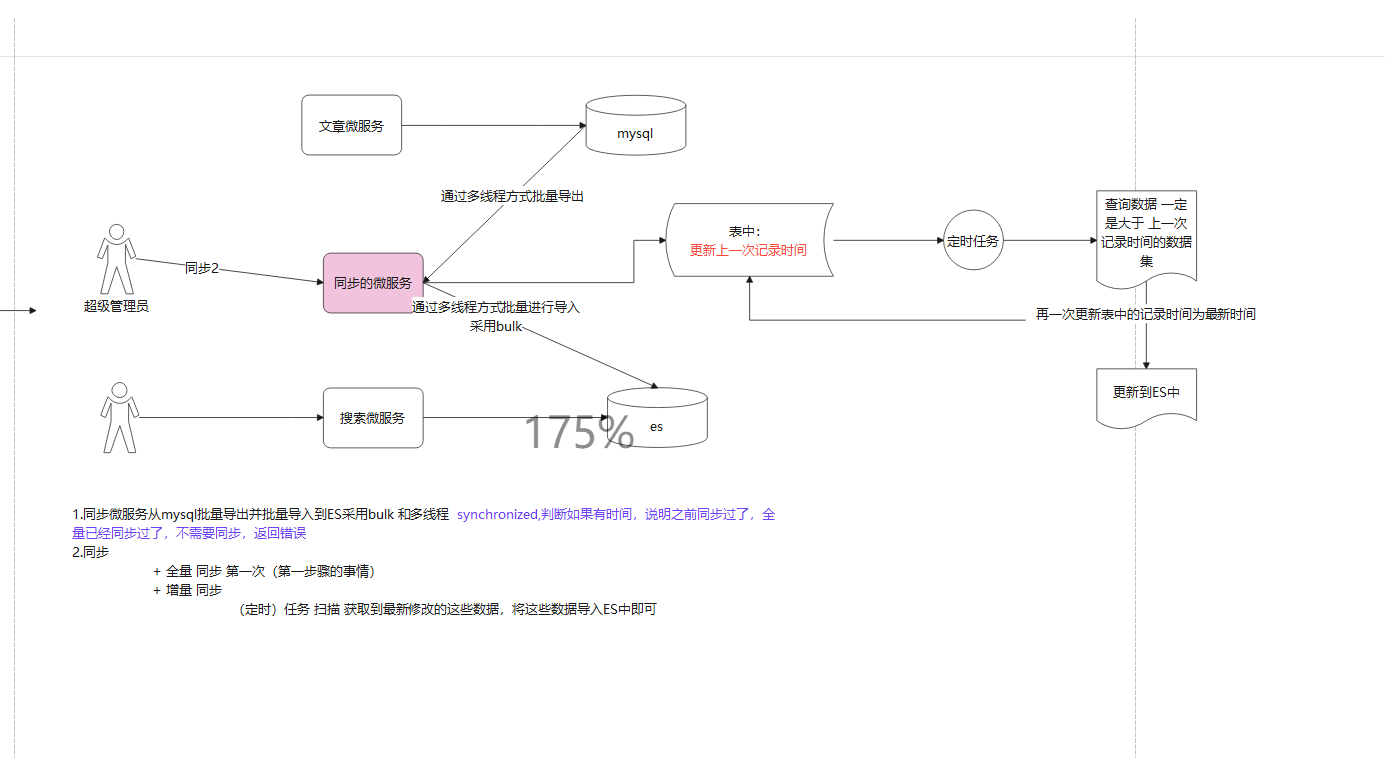 文章微服务
mysql
通过多线程方式批量导出
查询数据 一定
是大于 上一次
记录时间的数据
集
表中：
更新上一次记录时间
定时任务
同步2
同步的微服务
超级管理员
通过多线程方式批量进行导入
采用bulk
再一次更新表中的记录时间为最新时间
更新到ES中
搜索微服务
es
175%
1.同步微服务从mysql批量导出并批量导入到ES采用bulk 和多线程 synchronized,判断如果有时间，说明之前同步过了，全
量已经同步过了，不需要同步，返回错误
2.同步
+ 全量 同步 第一次（第一步骤的事情）
+ 增量 同步
（定时）任务 扫描 获取到最新修改的这些数据，将这些数据导入ES中即可